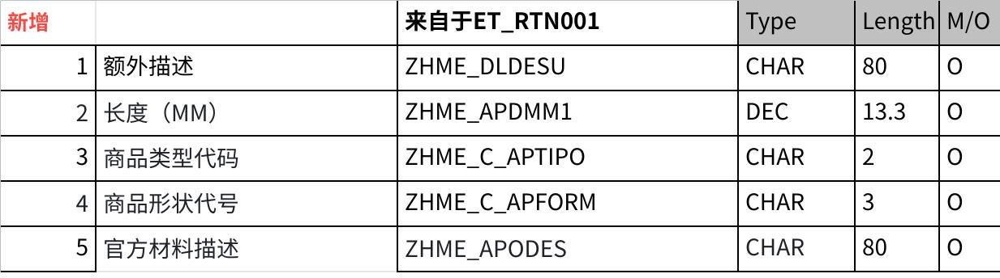 新增 来自于ET_RTN001 Type Length M/O
1 额外描述 ZHME_DLDESU CHAR 80 O
2 长度（MM） ZHME_APDMM1 DEC 13.3 O
3 商品类型代码 ZHME_C_APTIPO CHAR 2 O
4 商品形状代号 ZHME_C_APFORM CHAR 3 O
5 官方材料描述 ZHME_APODES CHAR 80 O